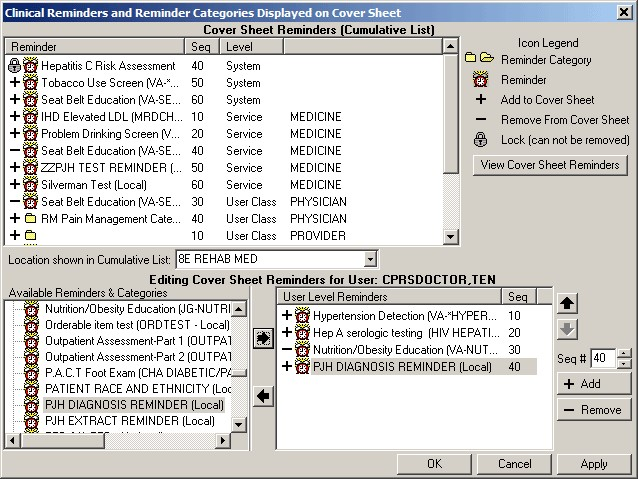 Clinical Reminders and Reminder Categories Displayed on Cover Sheet
Cover Sheet Reminders (Cumulative List)
Reminder Seq Level
Hepatitis C Risk Assessment 40 System
Tobacco Use Screen (VA-*... 50 System
Seat Belt Education (VA-SE... 60 System
IHD Elevated LDL (MRDCH... 10 Service MEDICINE
Problem Drinking Screen (V... 20 Service MEDICINE
Seat Belt Education (VA-SE... 40 Service MEDICINE
ZZPJH TEST REMINDER (... 50 Service MEDICINE
Silverman Test (Local) 60 Service MEDICINE
Seat Belt Education (VA-SE... 30 User Class PHYSICIAN
RM Pain Management Cate... 40 User Class PHYSICIAN
10 User Class PROVIDER
Icon Legend
Reminder Category
Reminder
Add to Cover Sheet
Remove From Cover Sheet
Lock (can not be removed)
View Cover Sheet Reminders
Location shown in Cumulative List: 8E REHAB MED
Editing Cover Sheet Reminders for User: CPRSDOCTOR,TEN
Available Reminders & Categories
Nutrition/Obesity Education (JG-NUTRI
Orderable item test (ORDTEST - Local)
Outpatient Assessment-Part 1 (OUTPAT
Outpatient Assessment-Part 2 (OUTPAT
P.A.C.T Foot Exam (CHA DIABETIC/PA
PATIENT RACE AND ETHNICITY (Loc
PJH DIAGNOSIS REMINDER (Local)
PJH EXTRACT REMINDER (Local)
User Level Reminders Seq
Hypertension Detection (VA-*HYPER... 10
Hep A serologic testing (HIV HEPATI... 20
Nutrition/Obesity Education (VA-NUT... 30
PJH DIAGNOSIS REMINDER (Local) 40
Seq # 40
Add
Remove
OK Cancel Apply